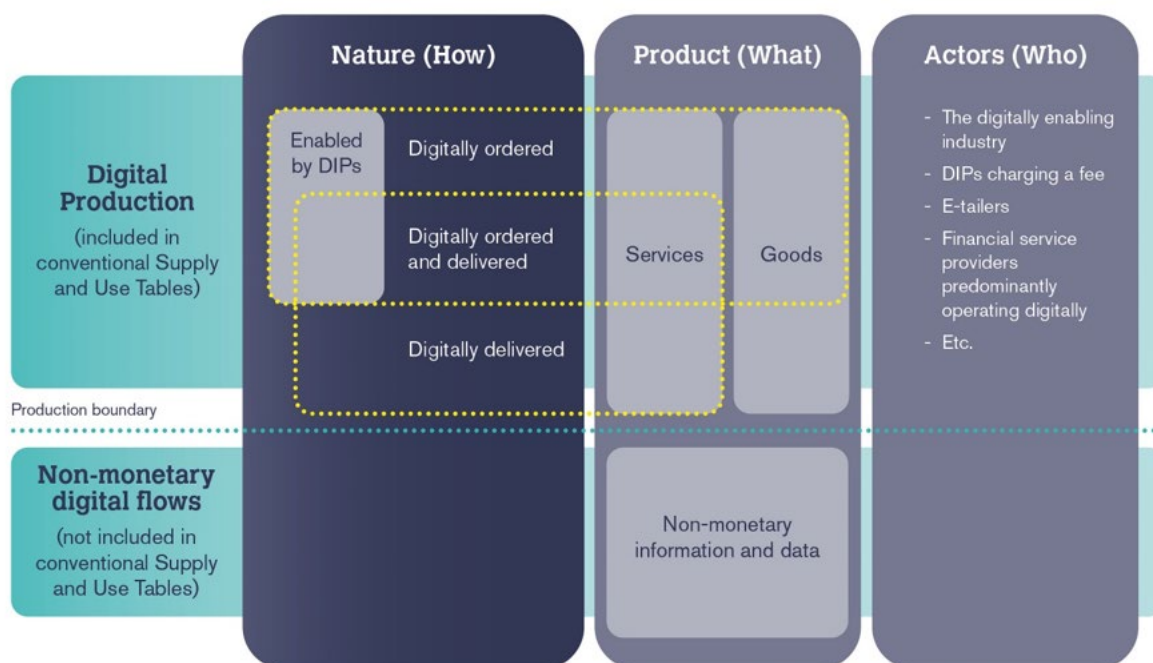 Nature (How)
Product (What)
Actors (Who)
Digital
Production
(included in
conventional Supply
and Use Tables)
Enabled
by DIPs
Digitally ordered
Digitally ordered
and delivered
Digitally delivered
Services
Goods
- The digitally enabling
industry
- DIPs charging a fee
- E-tailers
- Financial service
providers
predominantly
operating digitally
- Etc.
Production boundary
Non-monetary
digital flows
(not included in
conventional Supply
and Use Tables)
Non-monetary
information and data